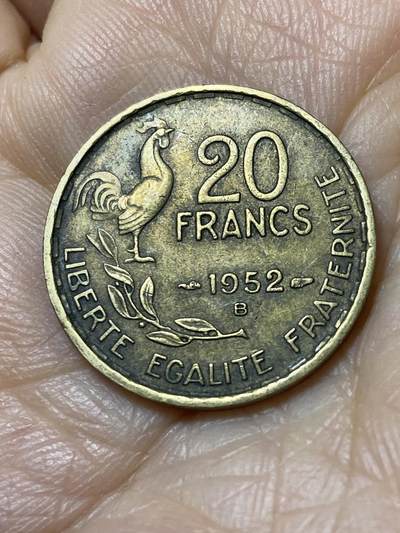 20
FRANCS
1952
B
LIBERTE EGALITE FRATERNITE